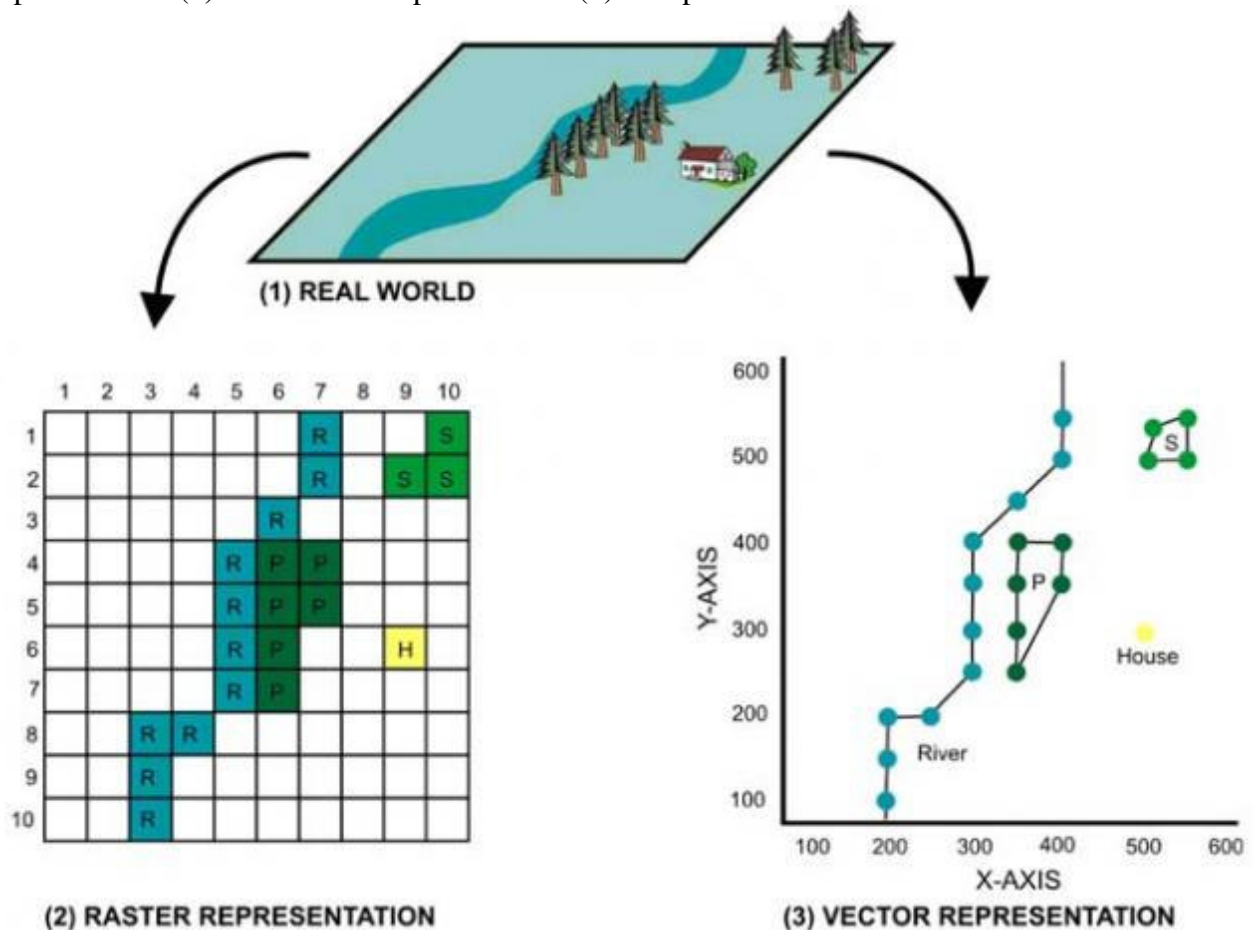 (1) REAL WORLD
1 2 3 4 5 6 7 8 9 10
1 R S
2 R S S
3 R
4 R P P
5 R P P
6 R P H
7 R P
8 R R
9 R
10 R
(2) RASTER REPRESENTATION
600
500
400
300
200
100
Y-AXIS
S
P
House
River
100 200 300 400 500 600
X-AXIS
(3) VECTOR REPRESENTATION